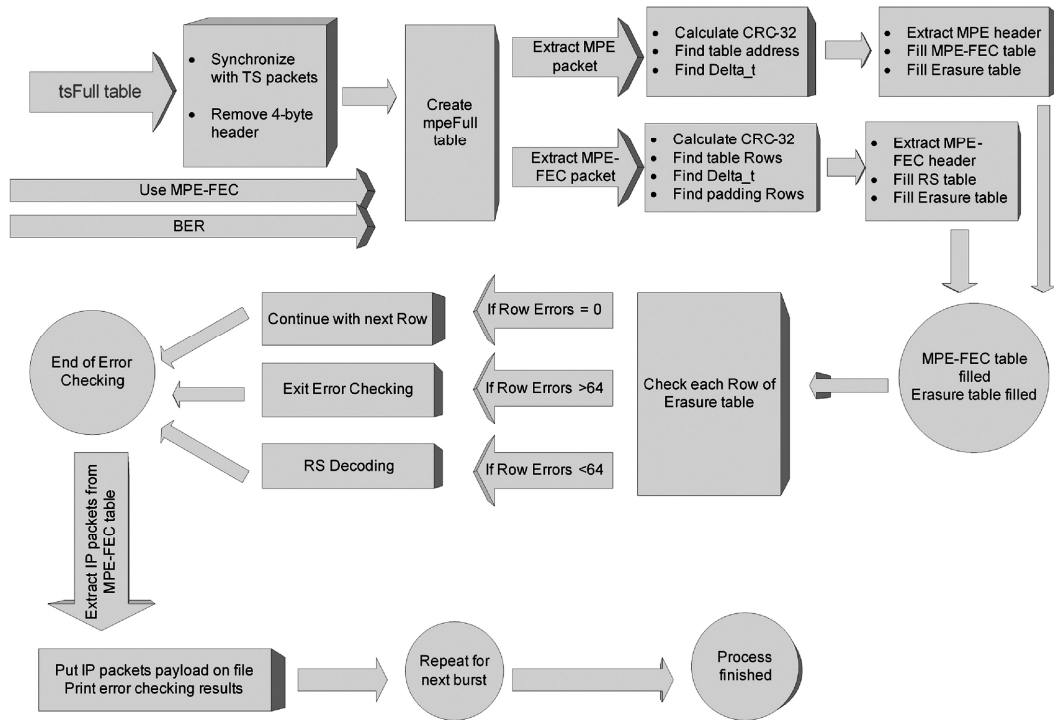 tsFull table
• Synchronize
with TS packets
• Remove 4-byte
header
Use MPE-FEC
BER
Create
mpeFull
table
Extract MPE
packet
• Calculate CRC-32
• Find table address
• Find Delta_t
• Extract MPE header
• Fill MPE-FEC table
• Fill Erasure table
Extract MPE-
FEC packet
• Calculate CRC-32
• Find table Rows
• Find Delta_t
• Find padding Rows
• Extract MPE-
FEC header
• Fill RS table
• Fill Erasure table
MPE-FEC table
filled
Erasure table filled
Check each Row of
Erasure table
If Row Errors = 0
If Row Errors >64
If Row Errors <64
Continue with next Row
Exit Error Checking
RS Decoding
End of Error
Checking
Extract IP packets from
MPE-FEC table
Put IP packets payload on file
Print error checking results
Repeat for
next burst
Process
finished